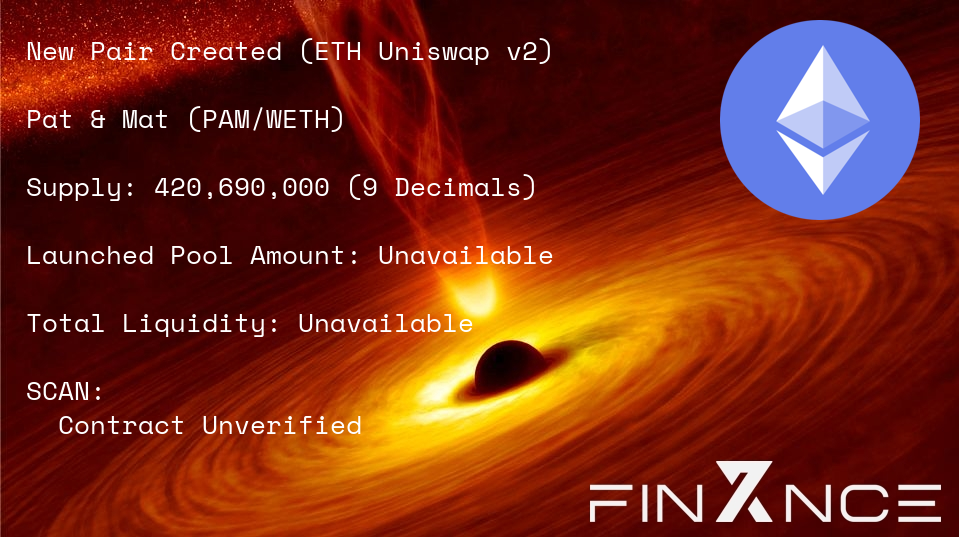 New Pair Created (ETH Uniswap v2)
Pat & Mat (PAM/WETH)
Supply: 420,690,000 (9 Decimals)
Launched Pool Amount: Unavailable
Total Liquidity: Unavailable
SCAN:
Contract Unverified
FINANCE